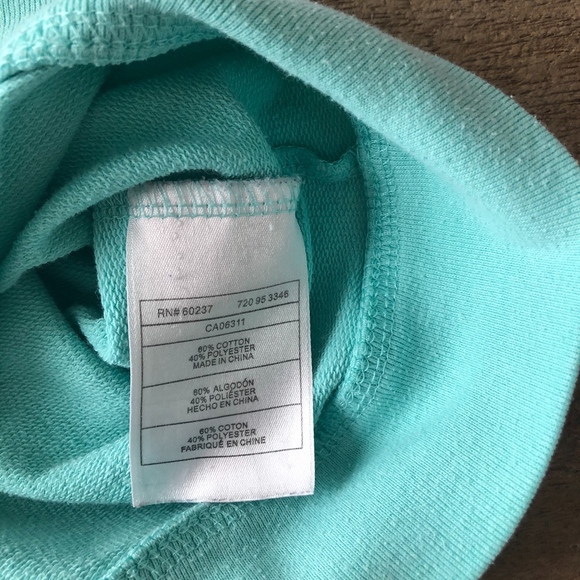 RN# 60237 720 95 3346
CA06311
60% COTTON
40% POLYESTER
MADE IN CHINA
60% ALGODÓN
40% POLIÉSTER
HECHO EN CHINA
60% COTON
40% POLYESTER
FABRIQUÉ EN CHINE